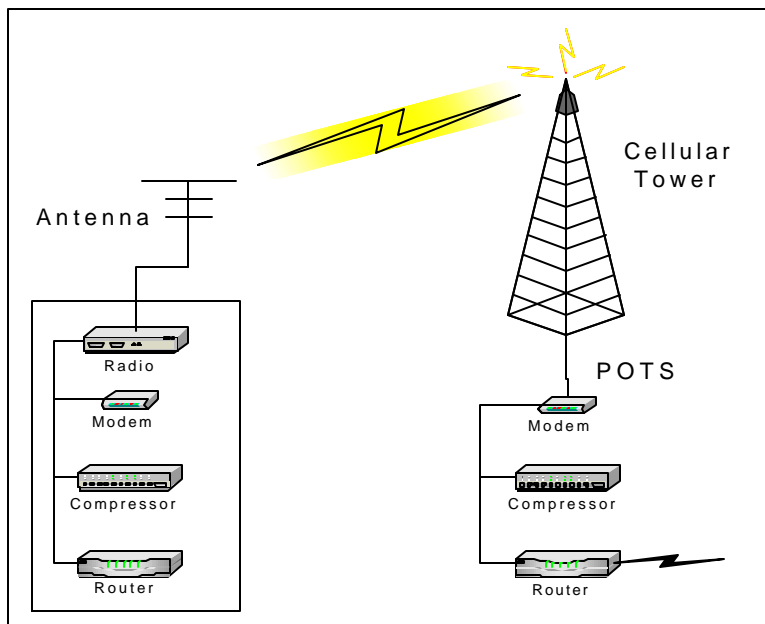 Cellular
Tower
Antenna
Radio
POTS
Modem
Modem
Compressor
Compressor
Router
Router